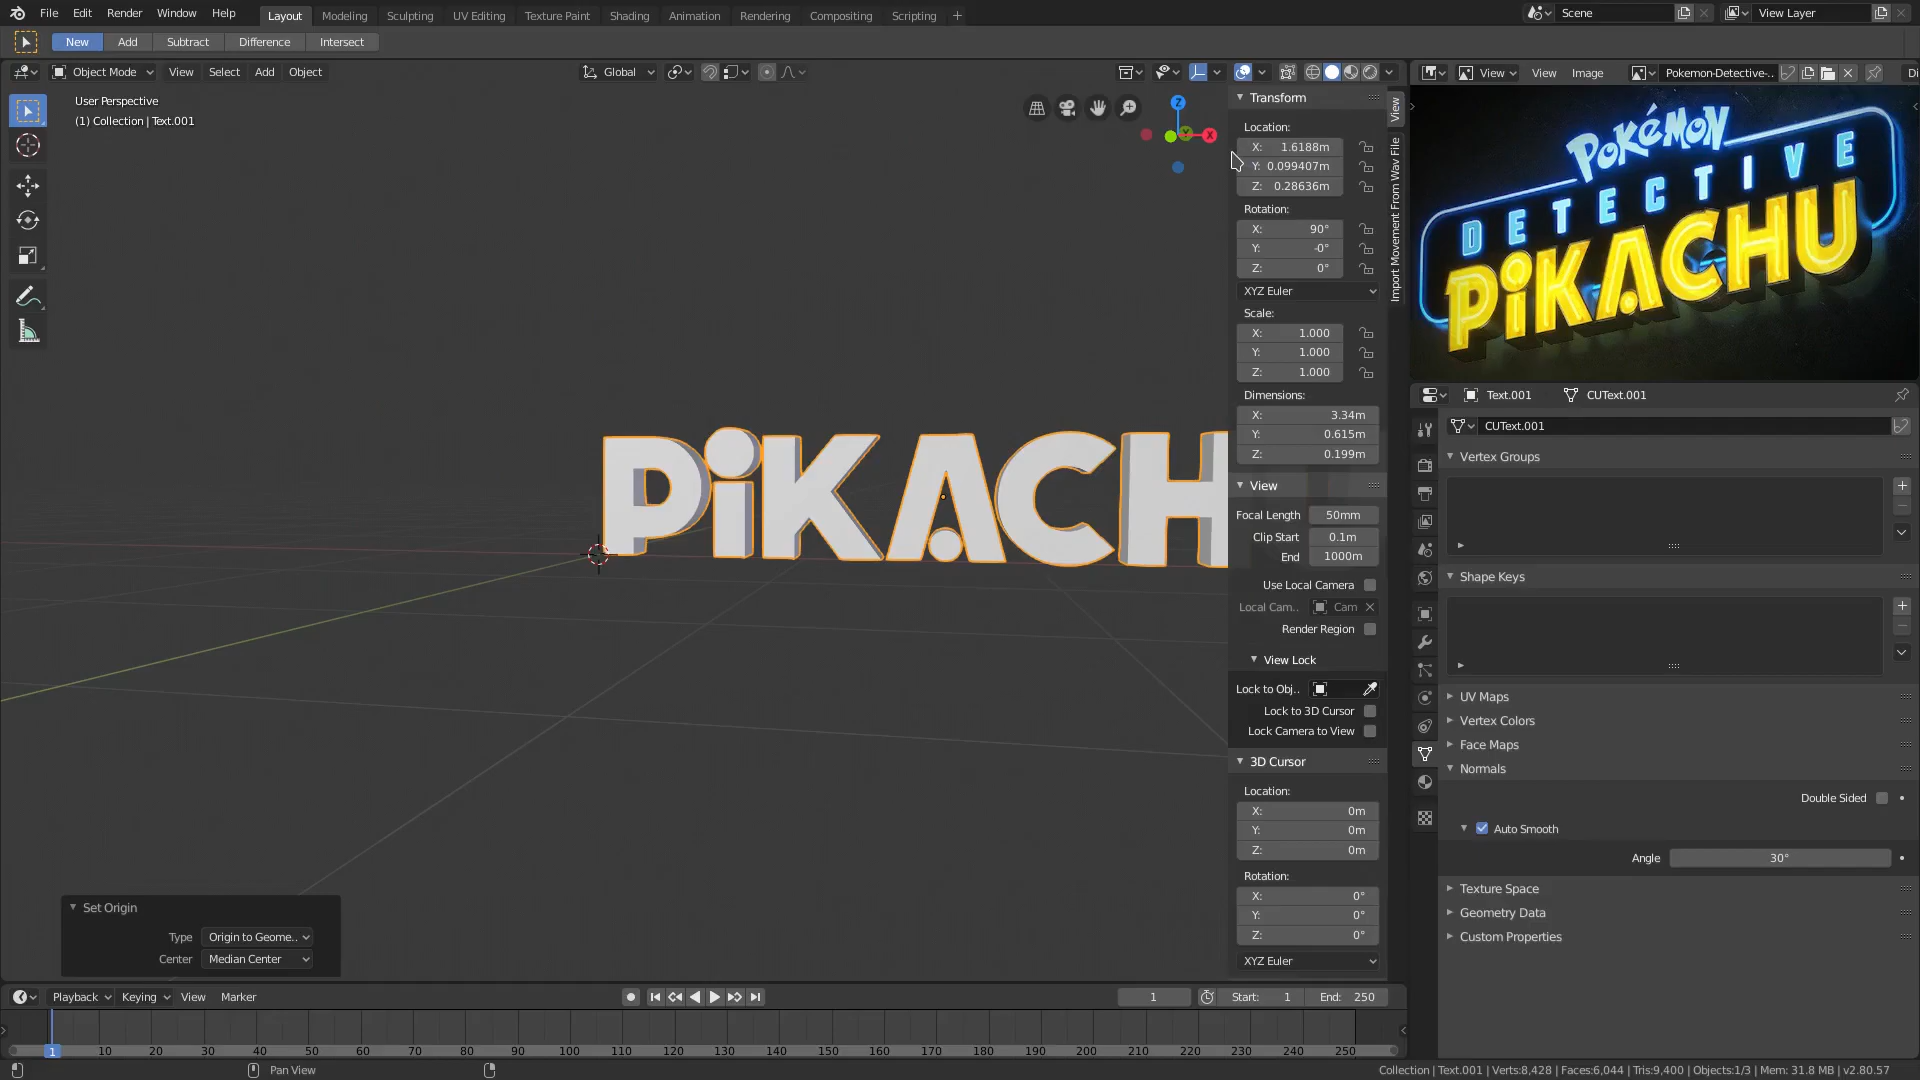 File Edit Render Window Help
Layout Modeling Sculpting UV Editing Texture Paint Shading Animation Rendering Compositing Scripting +
Scene
View Layer
New Add Subtract Difference Intersect
Object Mode View Select Add Object
Global
View View Image
Pokemon-Detective-..
Di
User Perspective
(1) Collection | Text.001
Z
X
Y
PiKACH
Transform
Location:
X: 1.6188m
Y: 0.099407m
Z: 0.28636m
Rotation:
X: 90°
Y: -0°
Z: 0°
XYZ Euler
Scale:
X: 1.000
Y: 1.000
Z: 1.000
Dimensions:
X: 3.34m
Y: 0.615m
Z: 0.199m
View
Focal Length 50mm
Clip Start 0.1m
End 1000m
Use Local Camera
Local Cam.. Cam
Render Region
View Lock
Lock to Obj..
Lock to 3D Cursor
Lock Camera to View
3D Cursor
Location:
X: 0m
Y: 0m
Z: 0m
Rotation:
X: 0°
Y: 0°
Z: 0°
XYZ Euler
View
Import Movement From Wav File
POKéMON
DETECTIVE
PiKACHU
Text.001 CUText.001
CUText.001
Vertex Groups
Shape Keys
UV Maps
Vertex Colors
Face Maps
Normals
Double Sided
Auto Smooth
Angle 30°
Texture Space
Geometry Data
Custom Properties
Set Origin
Type Origin to Geome..
Center Median Center
Playback Keying View Marker
1
Start: 1
End: 250
1 10 20 30 40 50 60 70 80 90 100 110 120 130 140 150 160 170 180 190 200 210 220 230 240 250
Pan View
Collection | Text.001 | Verts:8,428 | Faces:6,044 | Tris:9,400 | Objects:1/3 | Mem: 31.8 MB | v2.80.57